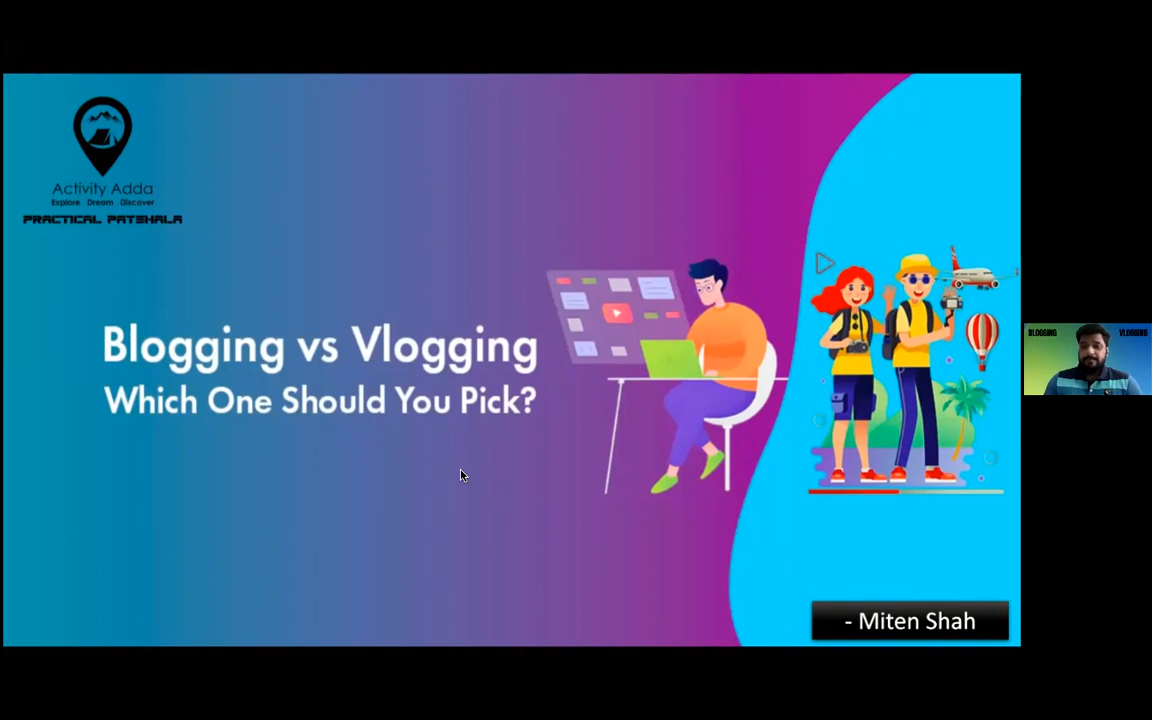 Activity Adda
Explore Dream Discover
PRACTICAL PATSHALA
Blogging vs Vlogging
Which One Should You Pick?
- Miten Shah
BLOGGING
VLOGGING